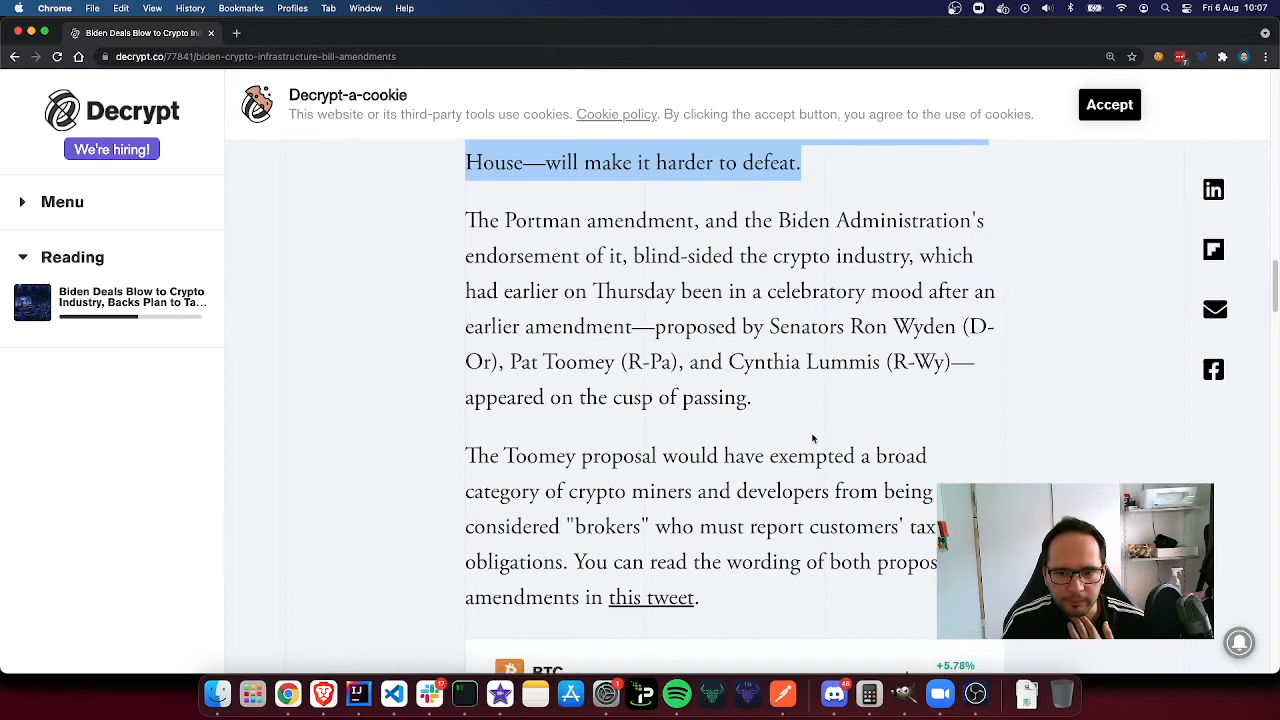 Chrome File Edit View History Bookmarks Profiles Tab Window Help Fri 6 Aug 10:07
Biden Deals Blow to Crypto Ind
decrypt.co/77841/biden-crypto-infrastructure-bill-amendments
7
Decrypt
We're hiring!
Menu
Reading
Biden Deals Blow to Crypto
Industry, Backs Plan to Ta...
Decrypt-a-cookie
This website or its third-party tools use cookies. Cookie policy. By clicking the accept button, you agree to the use of cookies.
Accept
House—will make it harder to defeat.
The Portman amendment, and the Biden Administration's
endorsement of it, blind-sided the crypto industry, which
had earlier on Thursday been in a celebratory mood after an
earlier amendment—proposed by Senators Ron Wyden (D-
Or), Pat Toomey (R-Pa), and Cynthia Lummis (R-Wy)—
appeared on the cusp of passing.
The Toomey proposal would have exempted a broad
category of crypto miners and developers from being
considered "brokers" who must report customers' tax
obligations. You can read the wording of both propos
amendments in this tweet.
BTC
+5.78%
17
1
46